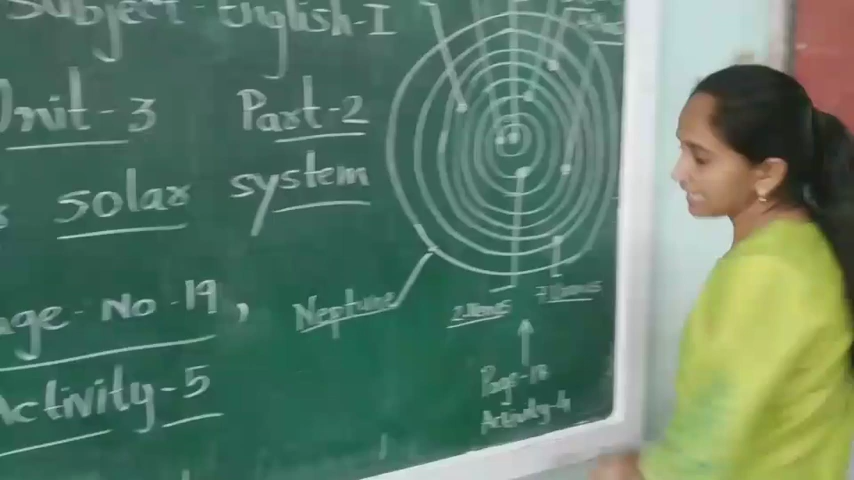 Subject - English - I
Unit - 3 Part - 2
solar system
Page - No - 19,
Activity - 5
Neptune
Page - 18
Activity - 4